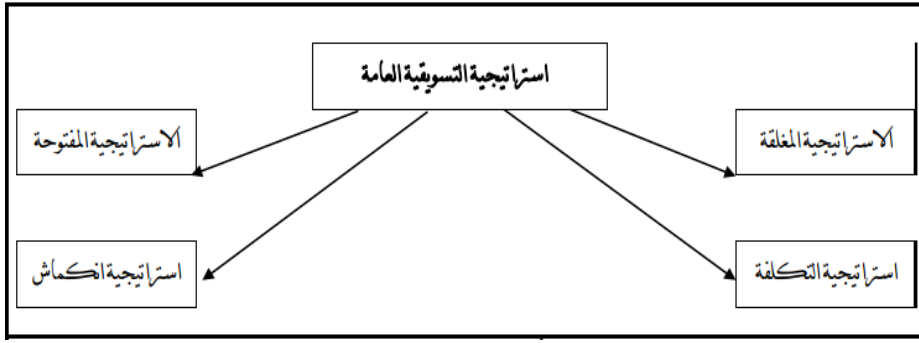 استراتيجية التسويقية العامة
الاستراتيجية المغلقة
الاستراتيجية المفتوحة
استراتيجية التكلفة
استراتيجية انكماش